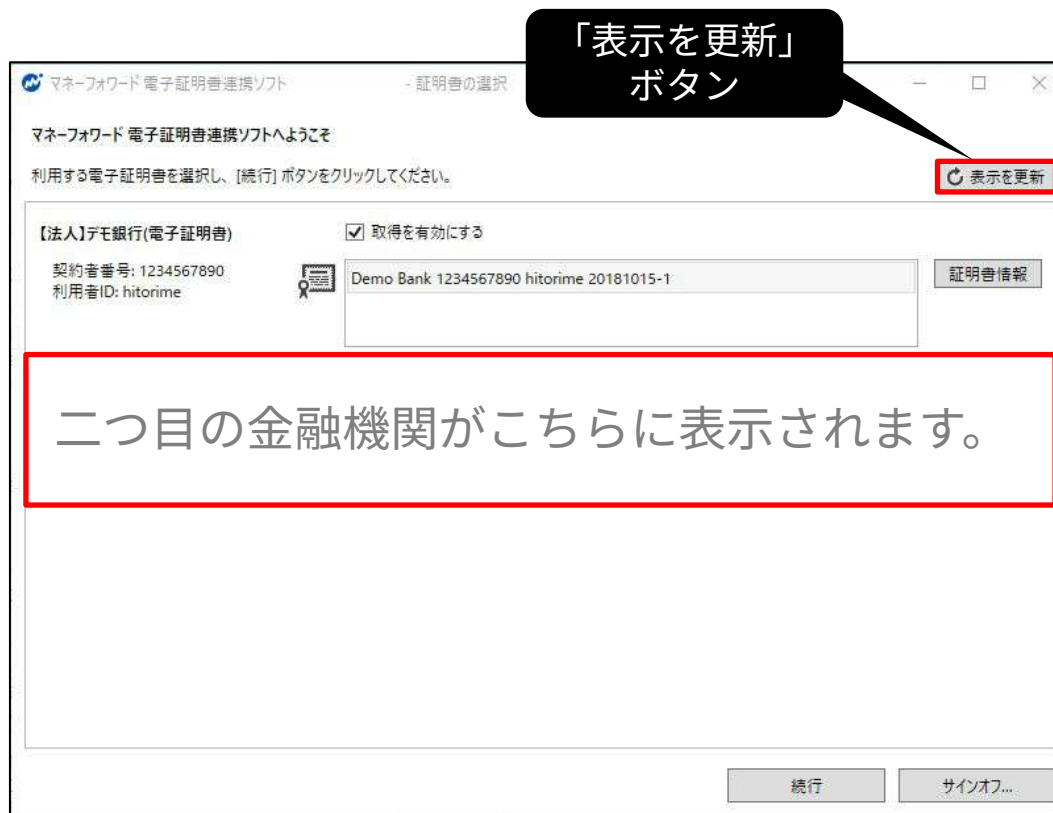 「表示を更新」
ボタン
マネーフォワード 電子証明書連携ソフト - 証明書の選択
マネーフォワード 電子証明書連携ソフトへようこそ
利用する電子証明書を選択し、[続行] ボタンをクリックしてください。
表示を更新
【法人】デモ銀行(電子証明書)
取得を有効にする
契約者番号: 1234567890
利用者ID: hitorime
Demo Bank 1234567890 hitorime 20181015-1
証明書情報
二つ目の金融機関がこちらに表示されます。
続行
サインオフ...